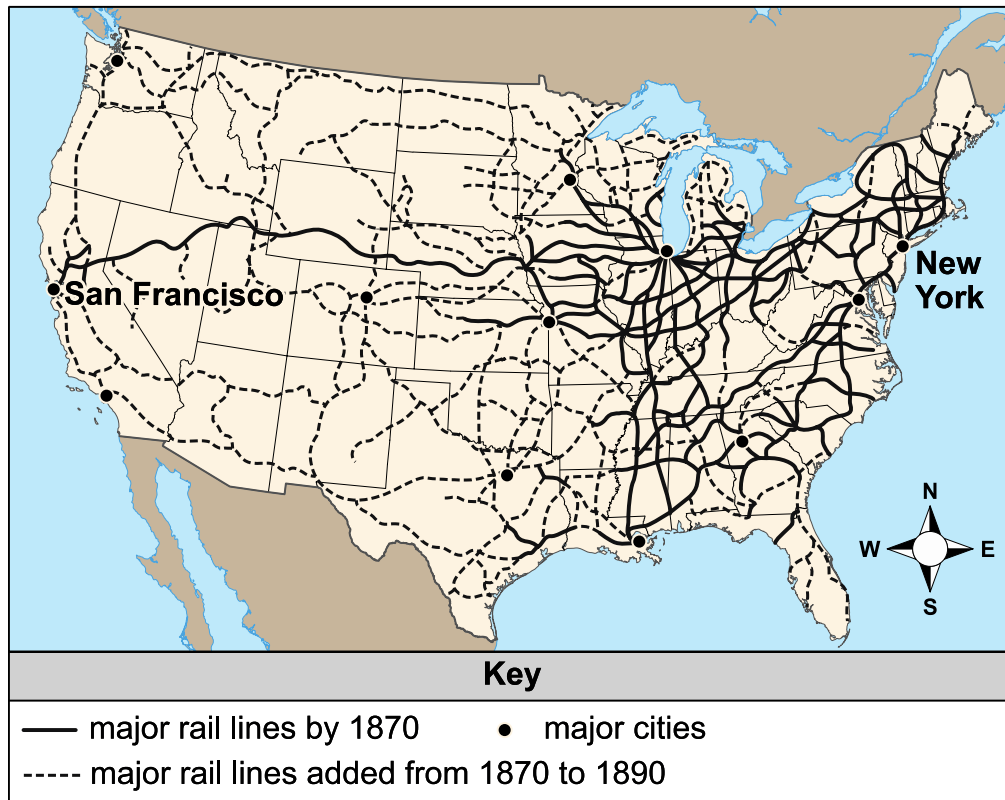 San Francisco
New
York
N
W
E
S
Key
major rail lines by 1870
major cities
major rail lines added from 1870 to 1890